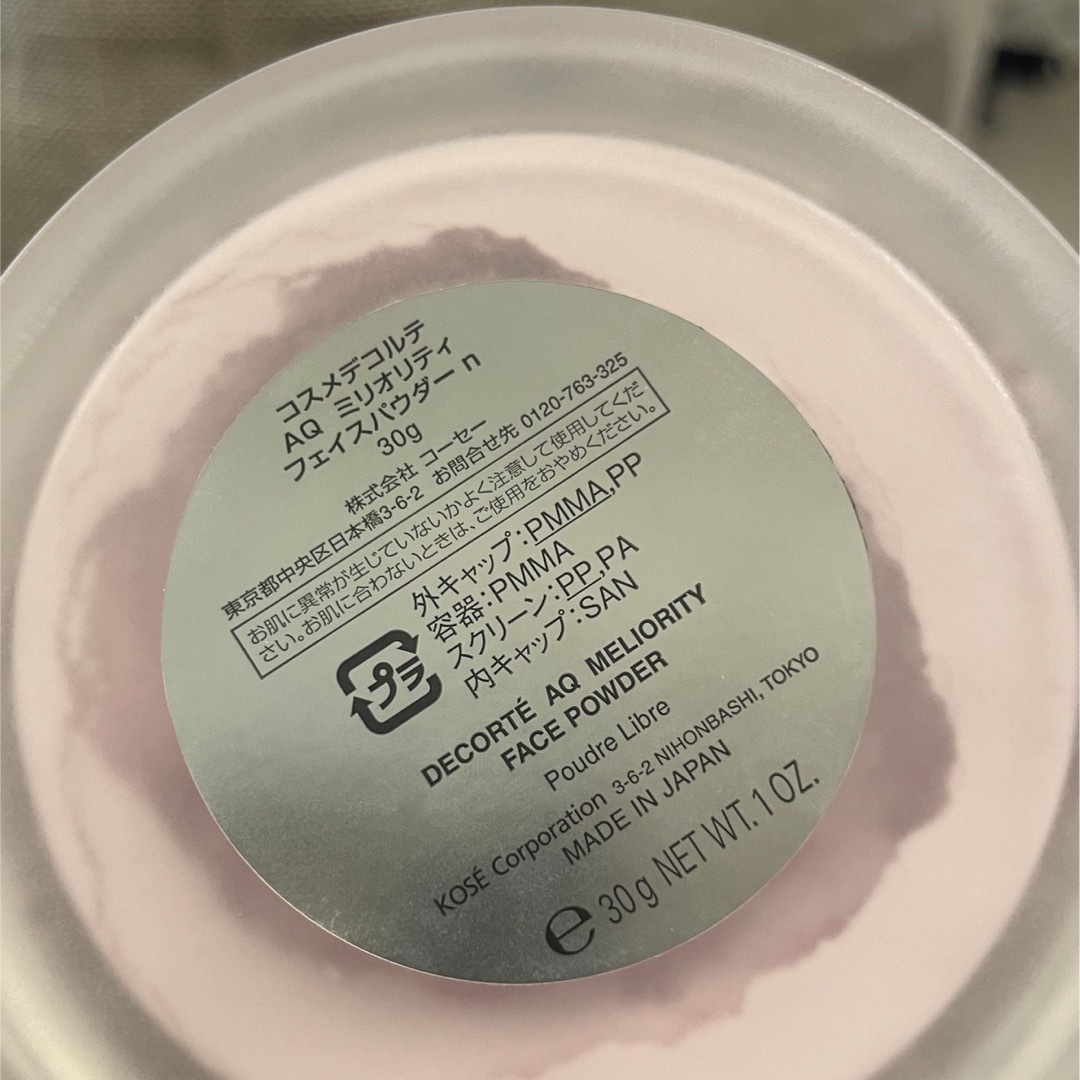 コスメデコルテ
AQ ミリオリティ
フェイスパウダー n
30g
株式会社 コーセー
東京都中央区日本橋3-6-2 お問合せ先 0120-763-325
お肌に異常が生じていないかよく注意して使用してくだ
さい。お肌に合わないときは、ご使用をおやめください。
外キャップ：PMMA,PP
容器：PMMA
スクリーン：PP,PA
内キャップ：SAN
プラ
DECORTÉ AQ MELIORITY
FACE POWDER
Poudre Libre
KOSÉ Corporation 3-6-2 NIHONBASHI, TOKYO
MADE IN JAPAN
℮ 30g NET WT. 1 OZ.